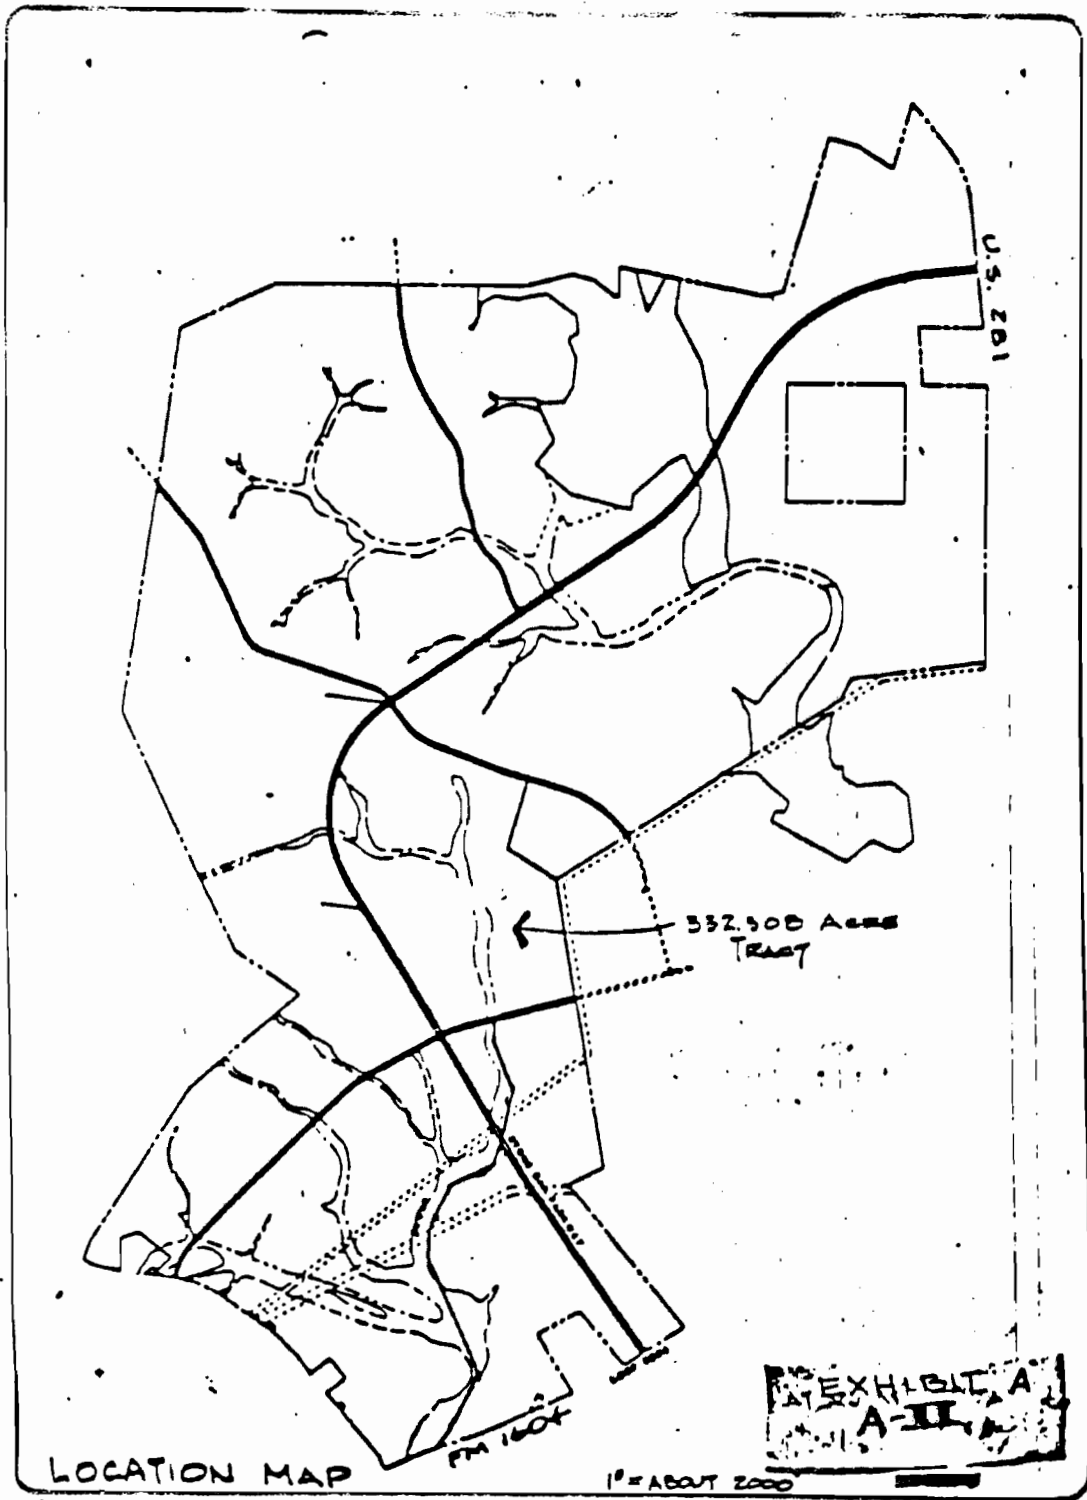 U.S. 281
332.308 ACRE
TRACT
FM 1604
EXHIBIT A
A-II
LOCATION MAP
1" = ABOUT 2000'